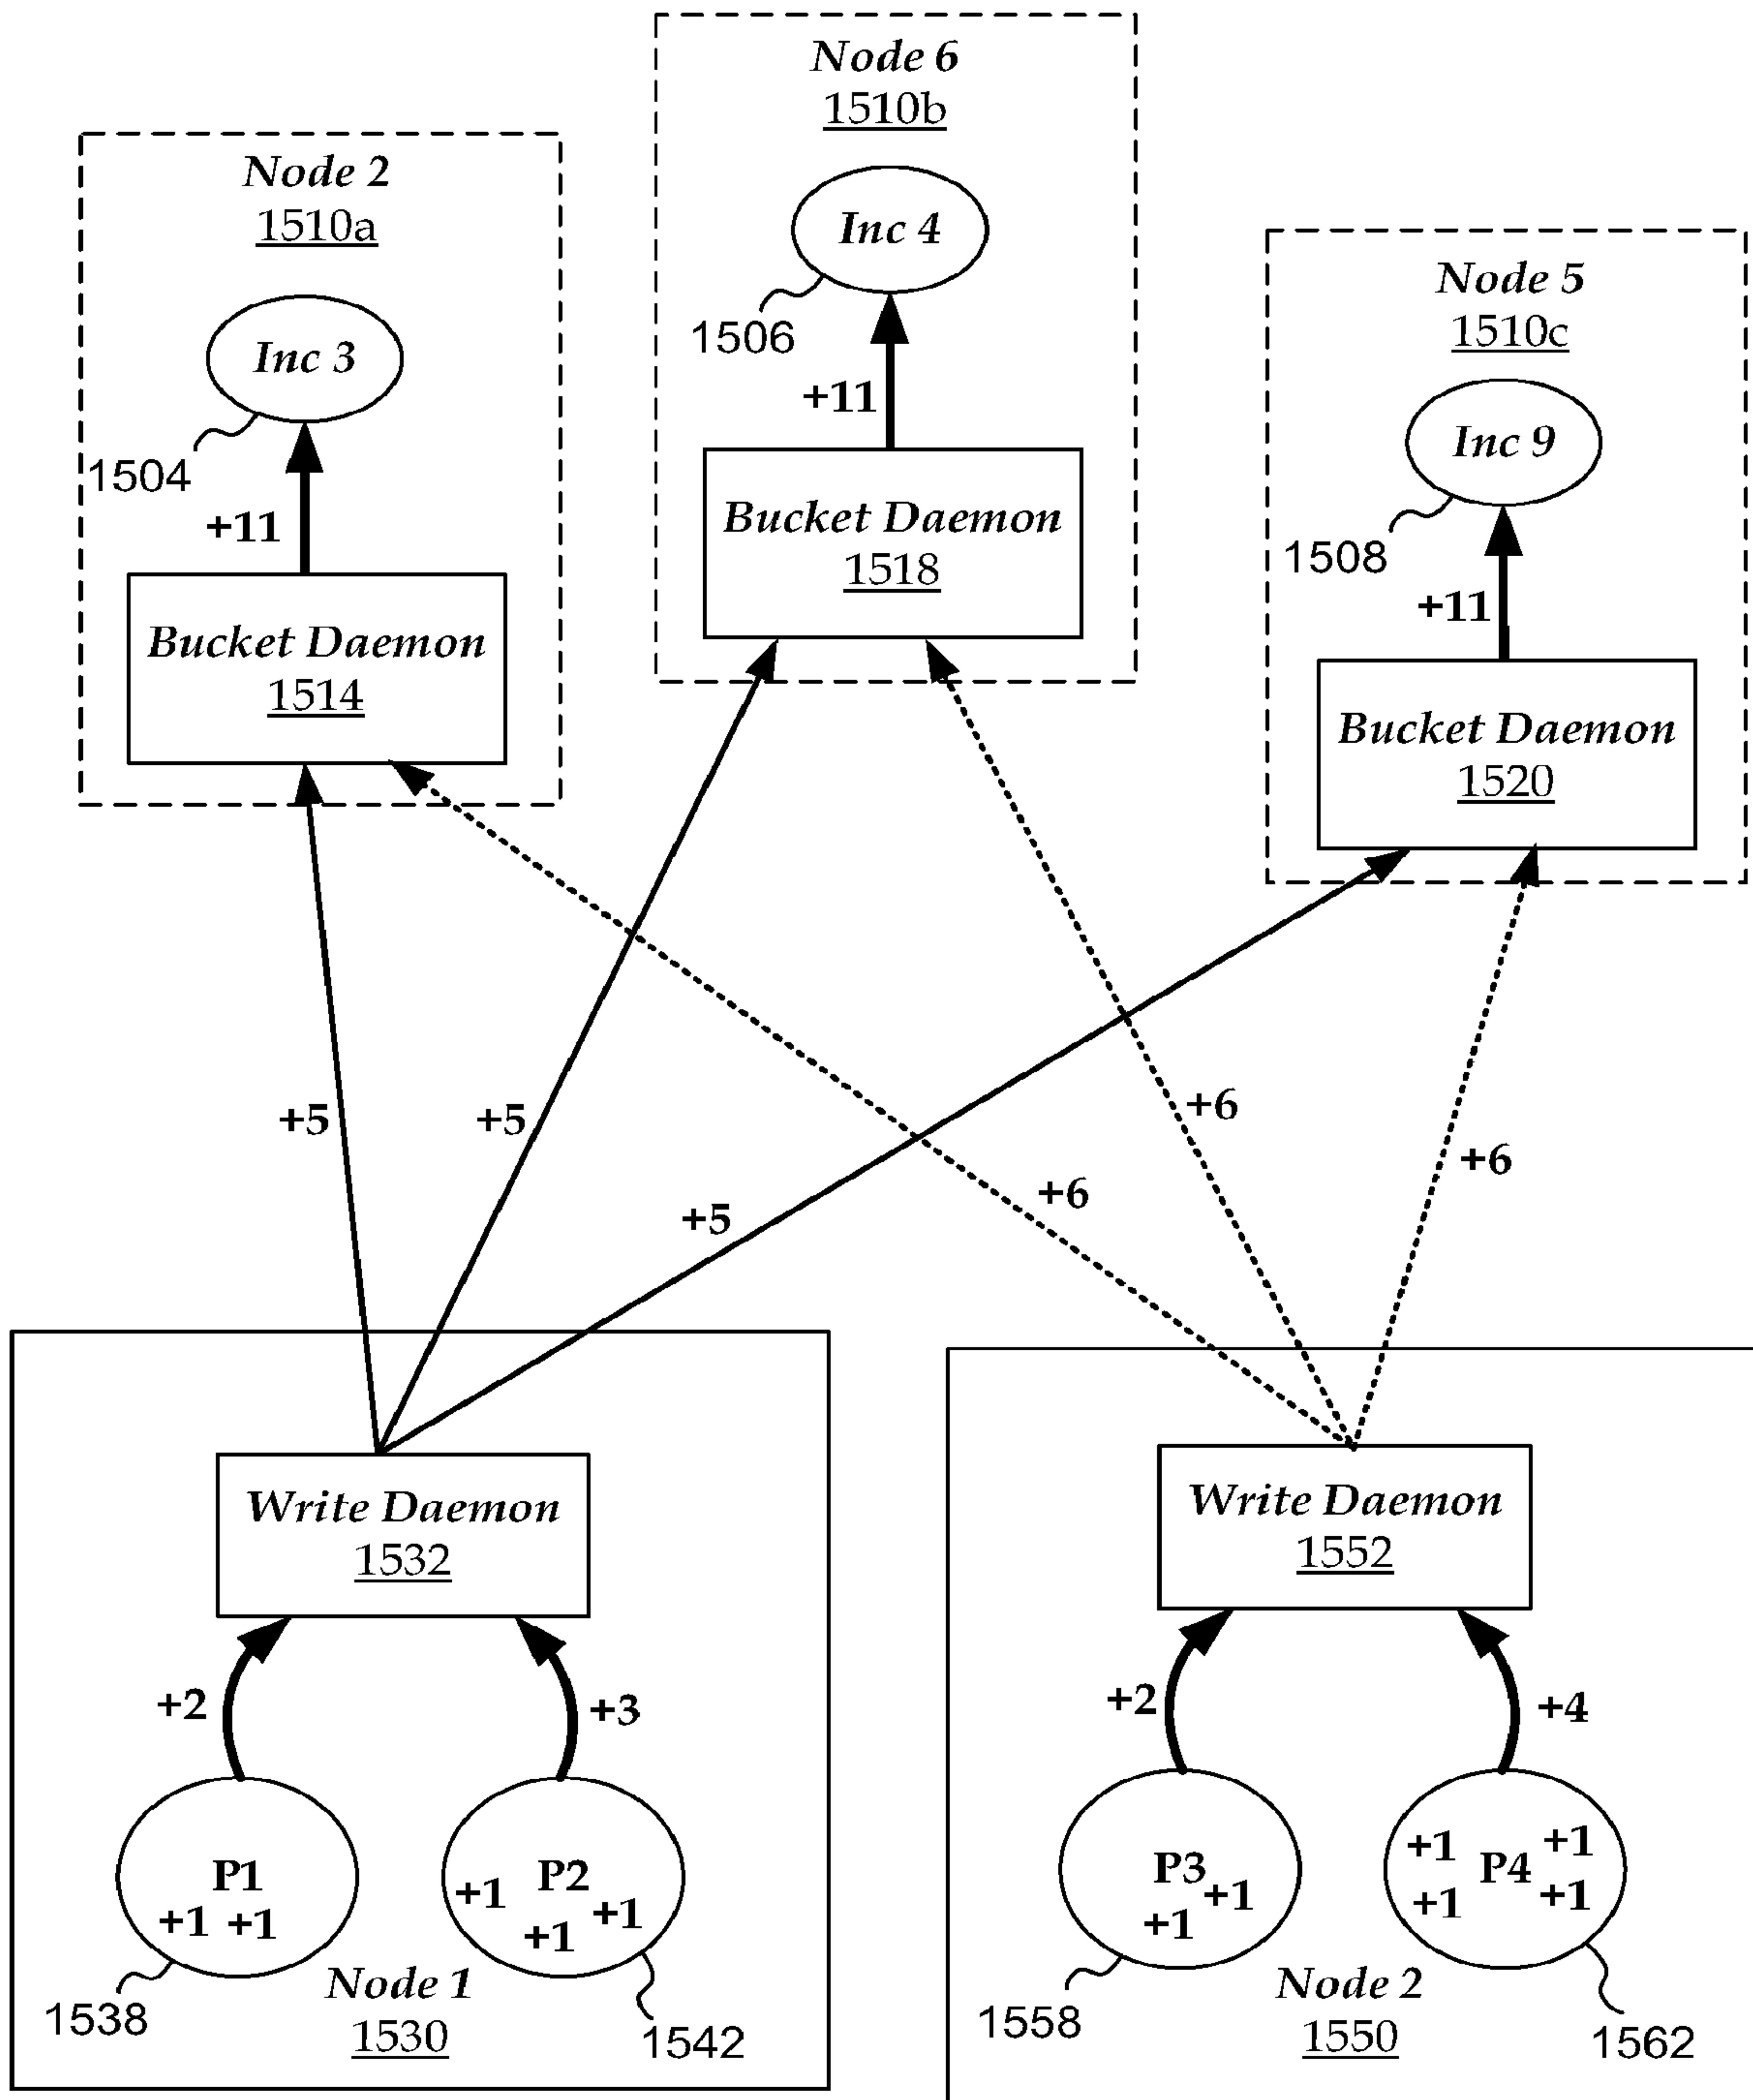 Node 6
1510b
Inc 4
1506
+11
Bucket Daemon
1518
Node 2
1510a
Inc 3
1504
+11
Bucket Daemon
1514
Node 5
1510c
Inc 9
1508
+11
Bucket Daemon
1520
+5
+5
+5
+6
+6
+6
Write Daemon
1532
+2
+3
P1
+1 +1
P2
+1
+1
+1
1538
Node 1
1530
1542
Write Daemon
1552
+2
+4
P3
+1
+1
+1
+1
P4
+1
+1
1558
Node 2
1550
1562